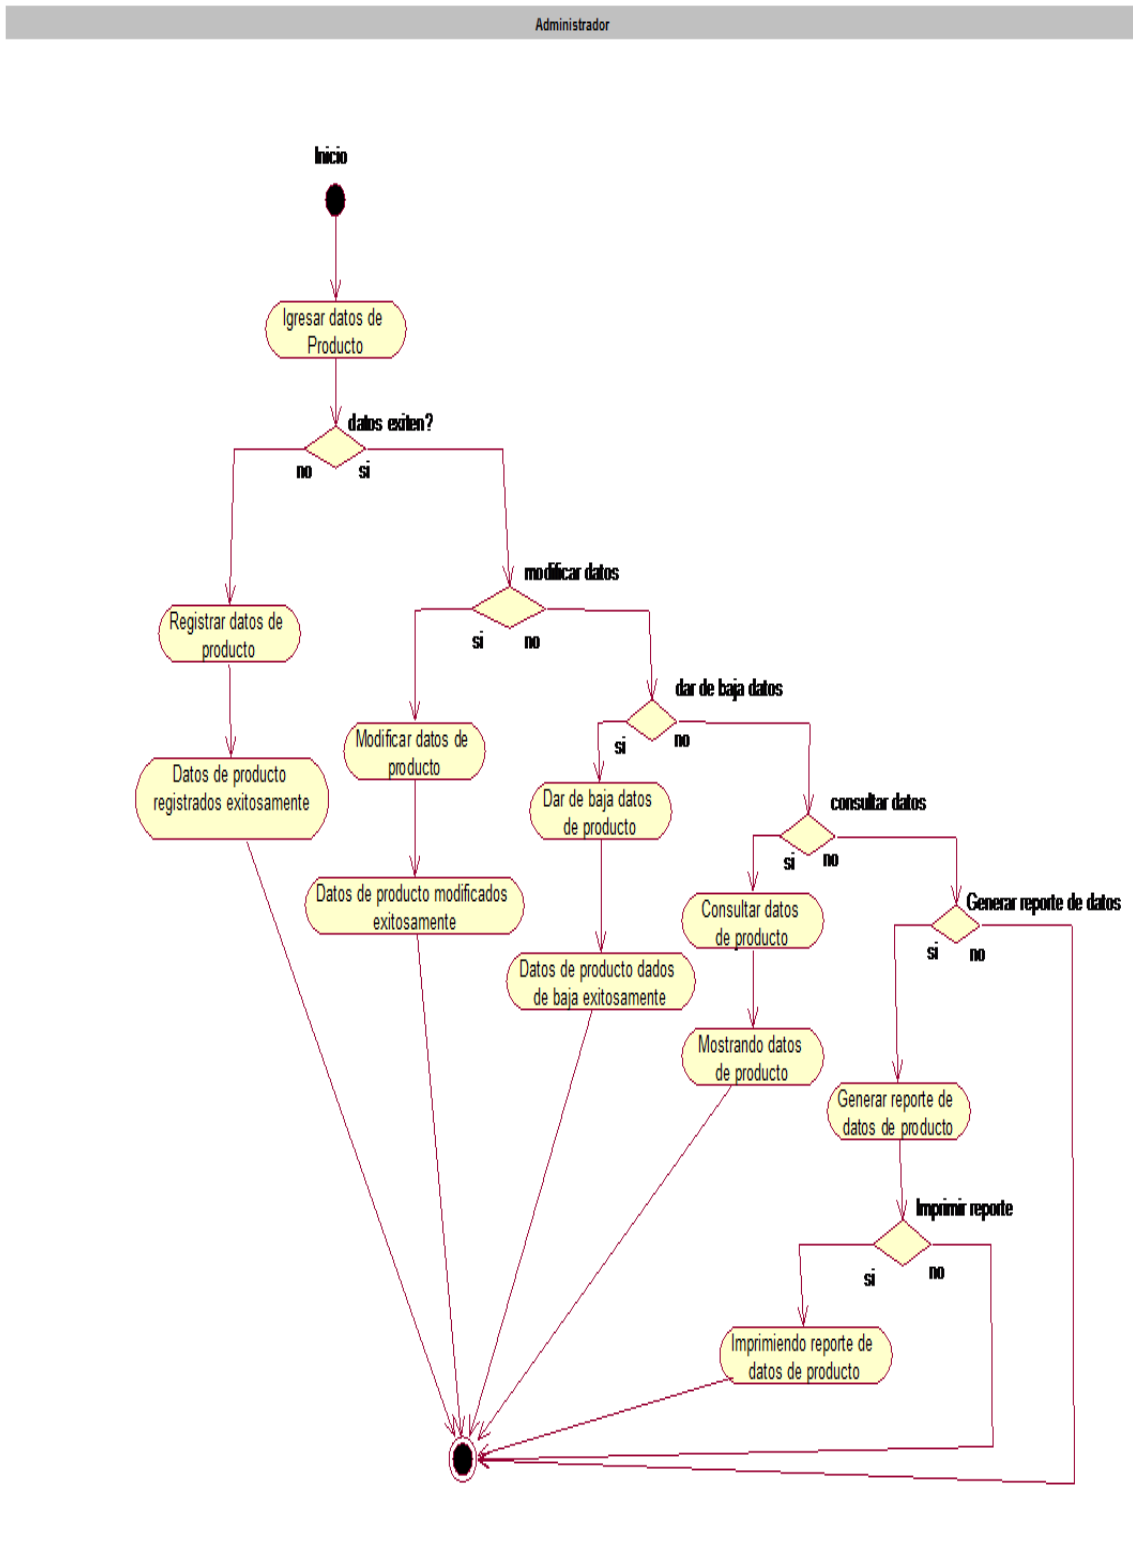 Administrador
Inicio
Igresar datos de
Producto
datos exiten?
no
si
modificar datos
Registrar datos de
producto
si
no
dar de baja datos
Modificar datos de
producto
si
no
Datos de producto
registrados exitosamente
Dar de baja datos
de producto
consultar datos
si
no
Datos de producto modificados
exitosamente
Consultar datos
de producto
Generar reporte de datos
si
no
Datos de producto dados
de baja exitosamente
Mostrando datos
de producto
Generar reporte de
datos de producto
Imprimir reporte
si
no
Imprimiendo reporte de
datos de producto